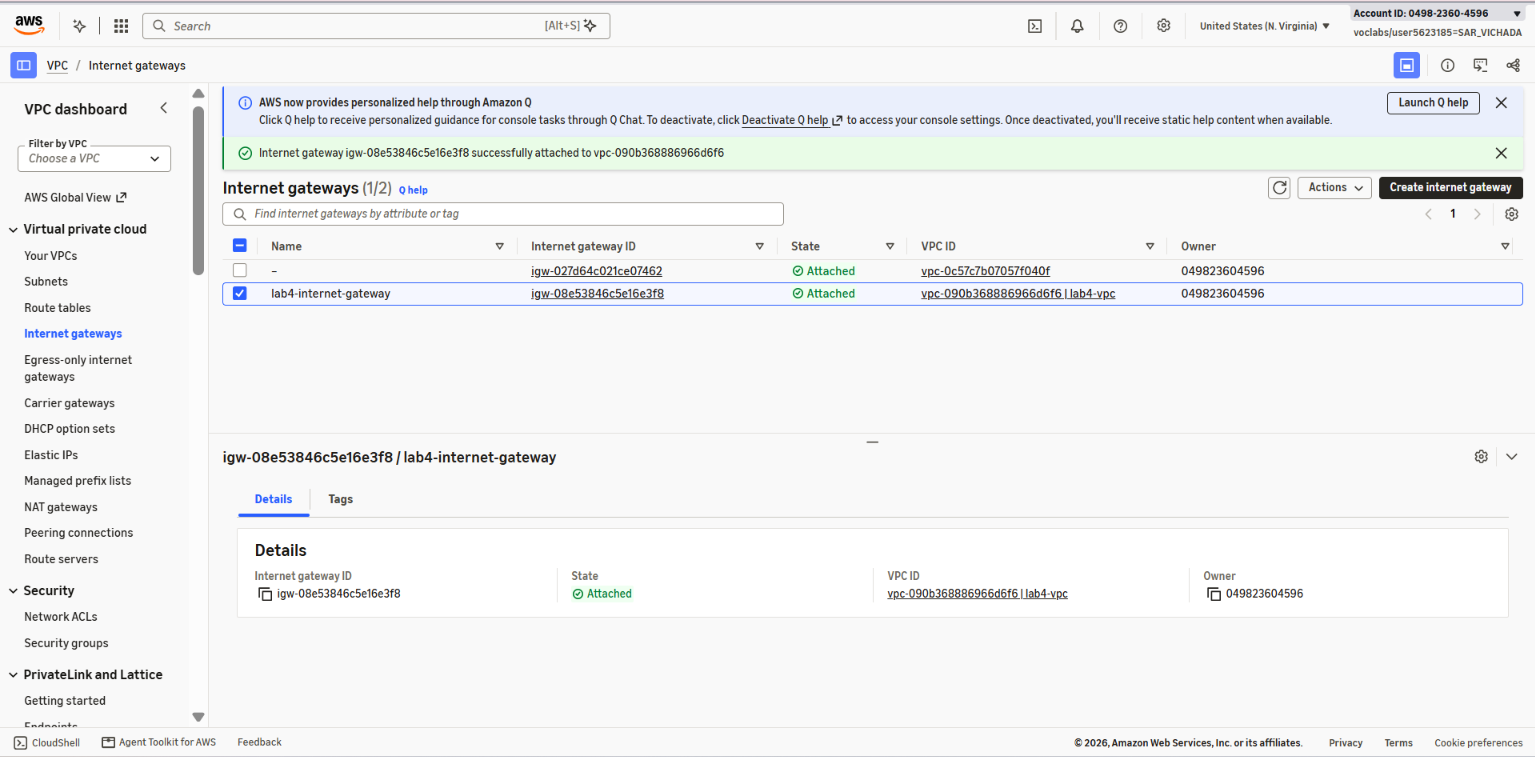 aws
Search [Alt+S]
United States (N. Virginia) ▼
Account ID: 0498-2360-4596 ▼
voclabs/user5623185=SAR_VICHADA
VPC / Internet gateways
VPC dashboard
Filter by VPC
Choose a VPC
AWS Global View
Virtual private cloud
Your VPCs
Subnets
Route tables
Internet gateways
Egress-only internet
gateways
Carrier gateways
DHCP option sets
Elastic IPs
Managed prefix lists
NAT gateways
Peering connections
Route servers
Security
Network ACLs
Security groups
PrivateLink and Lattice
Getting started
Endpoints
AWS now provides personalized help through Amazon Q
Click Q help to receive personalized guidance for console tasks through Q Chat. To deactivate, click Deactivate Q help to access your console settings. Once deactivated, you'll receive static help content when available.
Launch Q help
Internet gateway igw-08e53846c5e16e3f8 successfully attached to vpc-090b368886966d6f6
Internet gateways (1/2) Q help
Actions
Create internet gateway
Find internet gateways by attribute or tag
1
Name Internet gateway ID State VPC ID Owner
– igw-027d64c021ce07462 Attached vpc-0c57c7b07057f040f 049823604596
lab4-internet-gateway igw-08e53846c5e16e3f8 Attached vpc-090b368886966d6f6 | lab4-vpc 049823604596
igw-08e53846c5e16e3f8 / lab4-internet-gateway
Details Tags
Details
Internet gateway ID State VPC ID Owner
igw-08e53846c5e16e3f8 Attached vpc-090b368886966d6f6 | lab4-vpc 049823604596
CloudShell Agent Toolkit for AWS Feedback
© 2026, Amazon Web Services, Inc. or its affiliates. Privacy Terms Cookie preferences